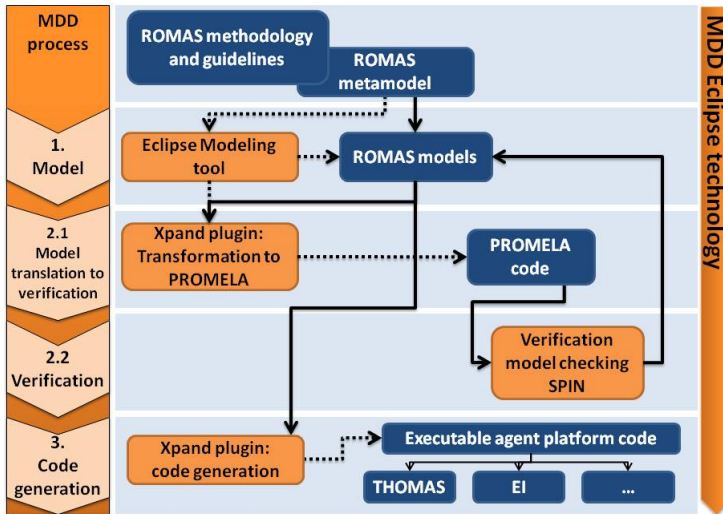 MDD
process
ROMAS methodology
and guidelines
ROMAS
metamodel
MDD Eclipse technology
1.
Model
Eclipse Modeling
tool
ROMAS models
2.1
Model
translation to
verification
Xpand plugin:
Transformation to
PROMELA
PROMELA
code
2.2
Verification
Verification
model checking
SPIN
3.
Code
generation
Xpand plugin:
code generation
Executable agent platform code
THOMAS
EI
...